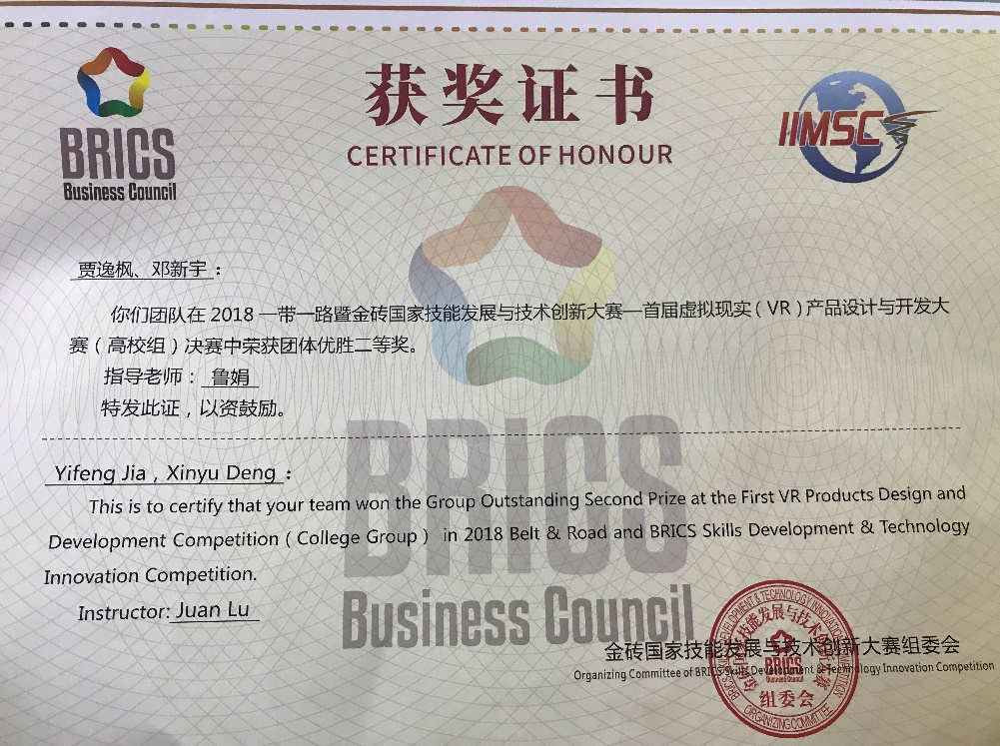 BRICS
Business Council
获奖证书
CERTIFICATE OF HONOUR
IIMSC
贾逸枫、邓新宇：
你们团队在 2018 一带一路暨金砖国家技能发展与技术创新大赛—首届虚拟现实（VR）产品设计与开发大
赛（高校组）决赛中荣获团体优胜二等奖。
指导老师：鲁娟
特发此证，以资鼓励。
Yifeng Jia , Xinyu Deng :
This is to certify that your team won the Group Outstanding Second Prize at the First VR Products Design and
Development Competition ( College Group ) in 2018 Belt & Road and BRICS Skills Development & Technology
Innovation Competition.
Instructor: Juan Lu
BRICS
Business Council
金砖国家技能发展与技术创新大赛组委会
Organizing Committee of BRICS Skills Development & Technology Innovation Competition
BRICS
组委会
ORGANIZING COMMITTEE